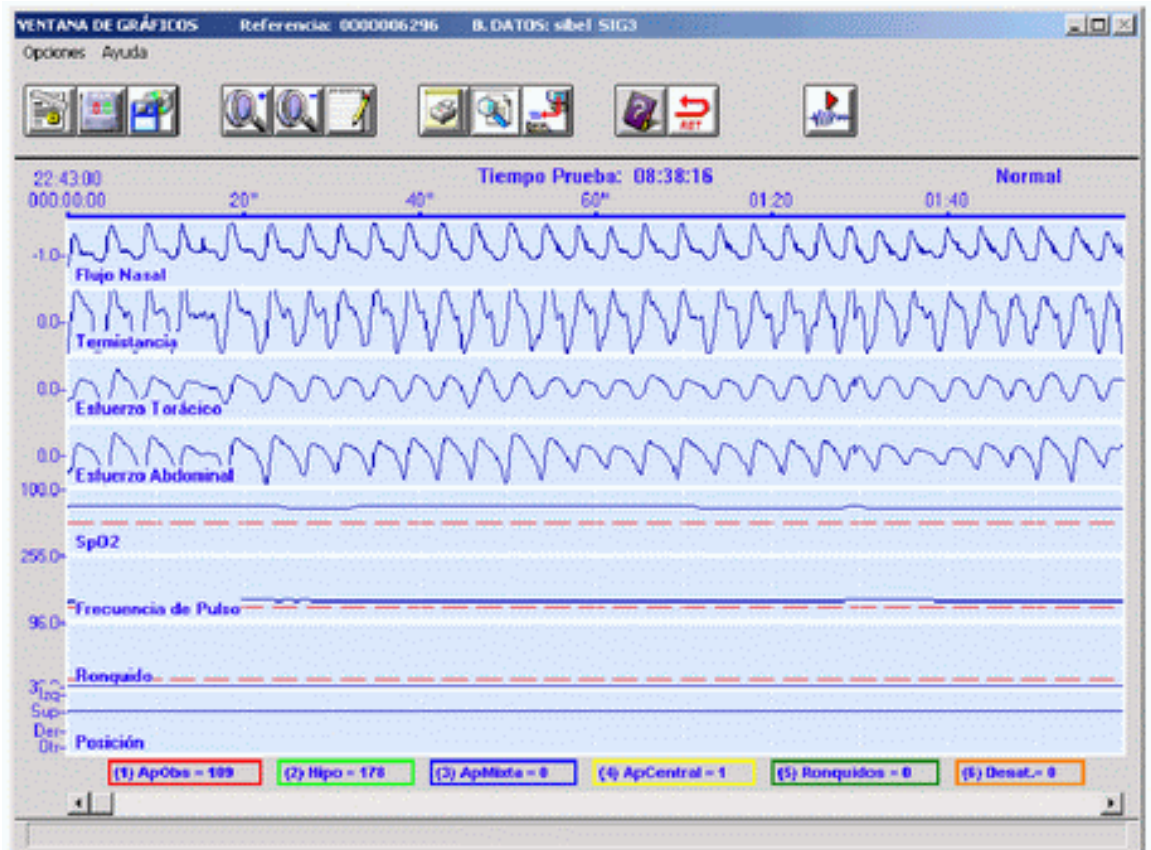 VENTANA DE GRÁFICOS Referencia: 0000006296 B. DATOS: sibel SIG3
Opciones Ayuda
RET
22:43:00 Tiempo Prueba: 08:38:16 Normal
000:00:00 20" 40" 60" 01:20 01:40
-1.0-
Flujo Nasal
0.0-
Termistancia
0.0-
Esfuerzo Torácico
0.0-
Esfuerzo Abdominal
100.0-
SpO2
255.0-
Frecuencia de Pulso
96.0-
Ronquido
Izq-
Sup-
Der-
Otr-
Posición
(1) ApObs = 109 (2) Hipo = 178 (3) ApMixta = 0 (4) ApCentral = 1 (5) Ronquidos = 0 (6) Desat.= 0